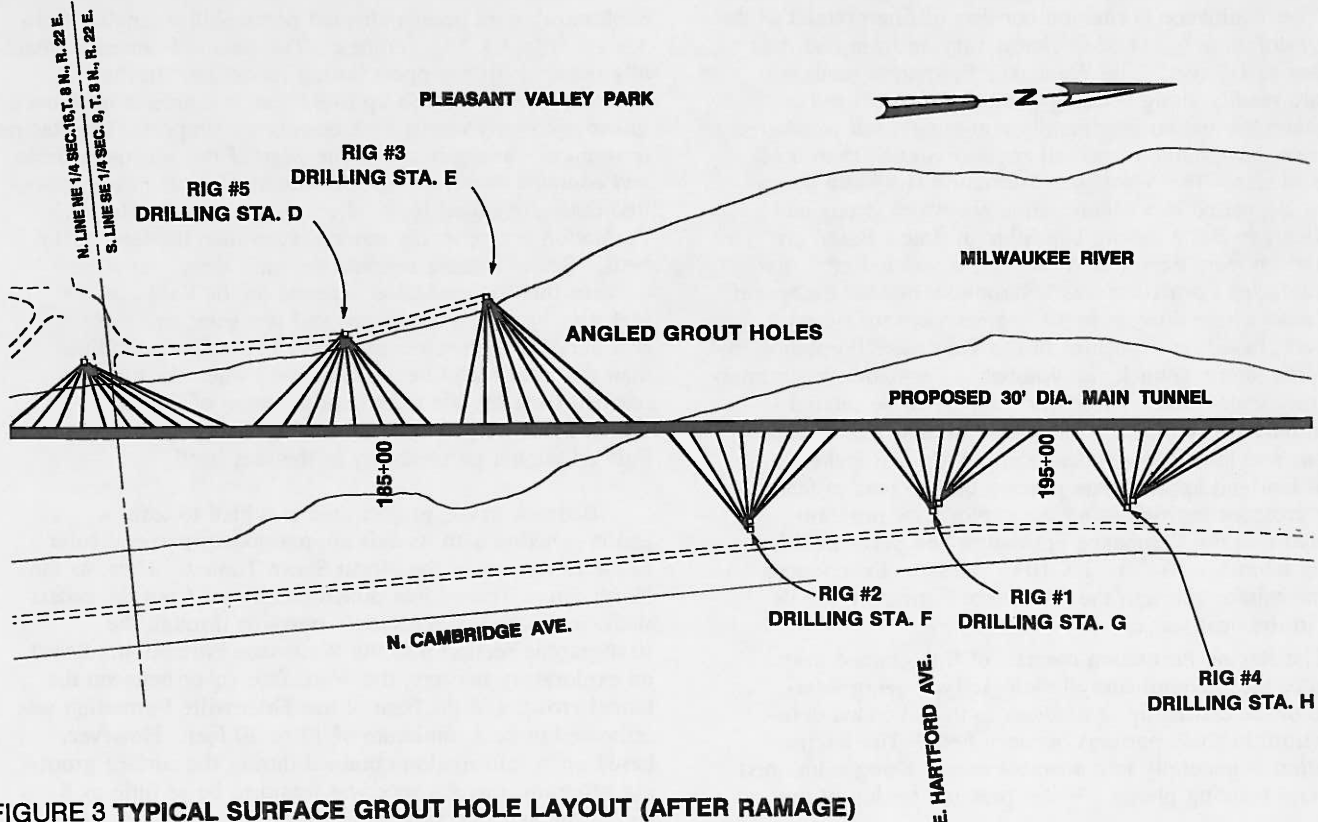 N. LINE NE 1/4 SEC.16, T. 8 N., R. 22 E.
S. LINE SE 1/4 SEC. 9, T. 8 N., R. 22 E.
PLEASANT VALLEY PARK
N
RIG #3
DRILLING STA. E
RIG #5
DRILLING STA. D
MILWAUKEE RIVER
ANGLED GROUT HOLES
PROPOSED 30' DIA. MAIN TUNNEL
185+00
195+00
RIG #2
DRILLING STA. F
RIG #1
DRILLING STA. G
N. CAMBRIDGE AVE.
RIG #4
DRILLING STA. H
E. HARTFORD AVE.
FIGURE 3 TYPICAL SURFACE GROUT HOLE LAYOUT (AFTER RAMAGE)